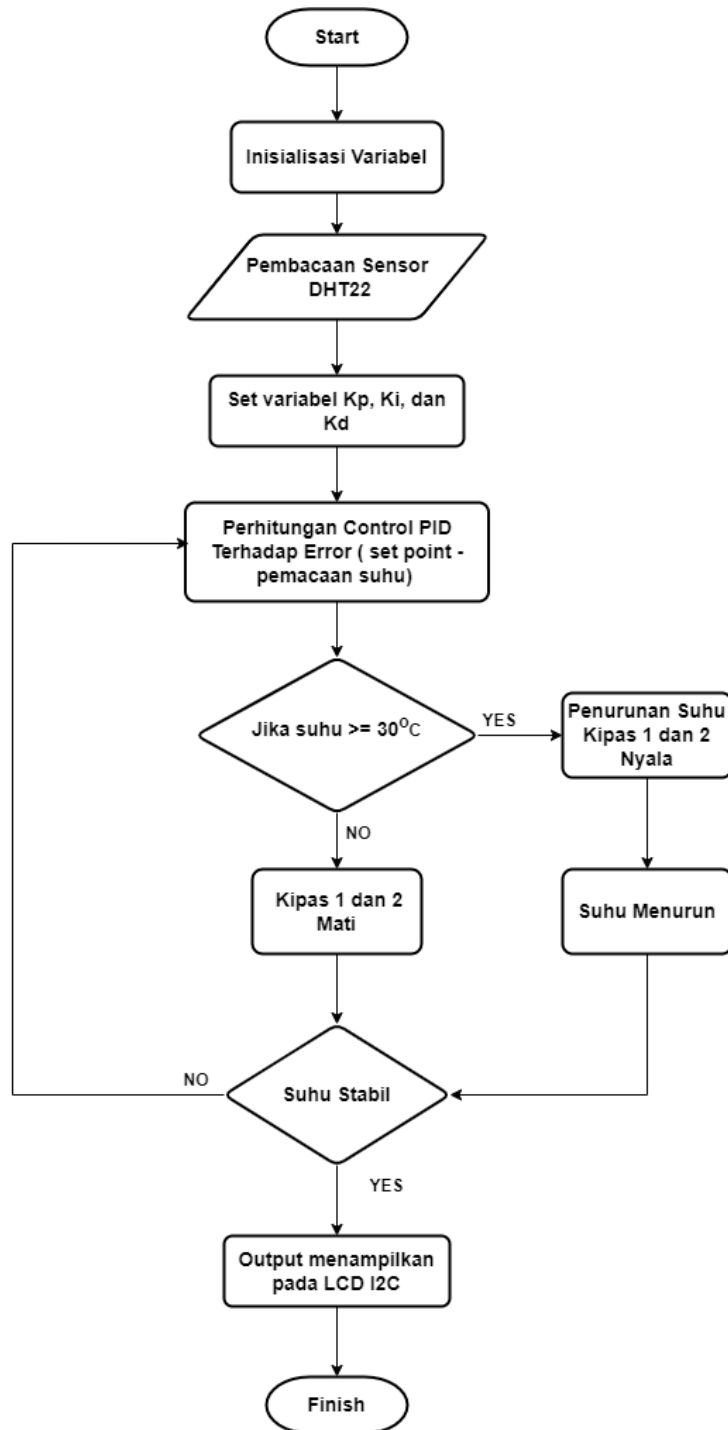 Start
Inisialisasi Variabel
Pembacaan Sensor
DHT22
Set variabel Kp, Ki, dan
Kd
Perhitungan Control PID
Terhadap Error ( set point -
pemacaan suhu)
Jika suhu >= 30⁰C
YES
Penurunan Suhu
Kipas 1 dan 2
Nyala
NO
Kipas 1 dan 2
Mati
Suhu Menurun
NO
Suhu Stabil
YES
Output menampilkan
pada LCD I2C
Finish